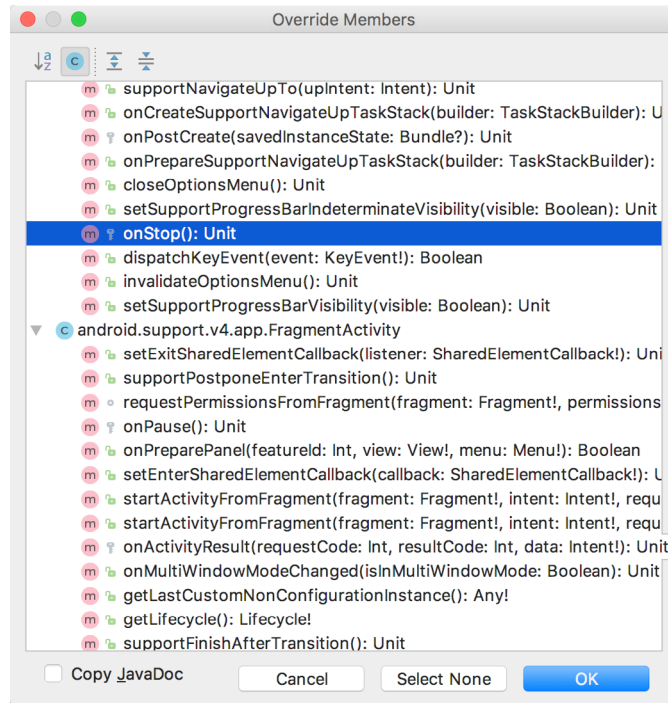 Override Members
supportNavigateUpTo(upIntent: Intent): Unit
onCreateSupportNavigateUpTaskStack(builder: TaskStackBuilder): U
onPostCreate(savedInstanceState: Bundle?): Unit
onPrepareSupportNavigateUpTaskStack(builder: TaskStackBuilder):
closeOptionsMenu(): Unit
setSupportProgressBarIndeterminateVisibility(visible: Boolean): Unit
onStop(): Unit
dispatchKeyEvent(event: KeyEvent!): Boolean
invalidateOptionsMenu(): Unit
setSupportProgressBarVisibility(visible: Boolean): Unit
android.support.v4.app.FragmentActivity
setExitSharedElementCallback(listener: SharedElementCallback!): Uni
supportPostponeEnterTransition(): Unit
requestPermissionsFromFragment(fragment: Fragment!, permissions
onPause(): Unit
onPreparePanel(featureId: Int, view: View!, menu: Menu!): Boolean
setEnterSharedElementCallback(callback: SharedElementCallback!): U
startActivityFromFragment(fragment: Fragment!, intent: Intent!, requ
startActivityFromFragment(fragment: Fragment!, intent: Intent!, requ
onActivityResult(requestCode: Int, resultCode: Int, data: Intent!): Unit
onMultiWindowModeChanged(isInMultiWindowMode: Boolean): Unit
getLastCustomNonConfigurationInstance(): Any!
getLifecycle(): Lifecycle!
supportFinishAfterTransition(): Unit
Copy JavaDoc Cancel Select None OK